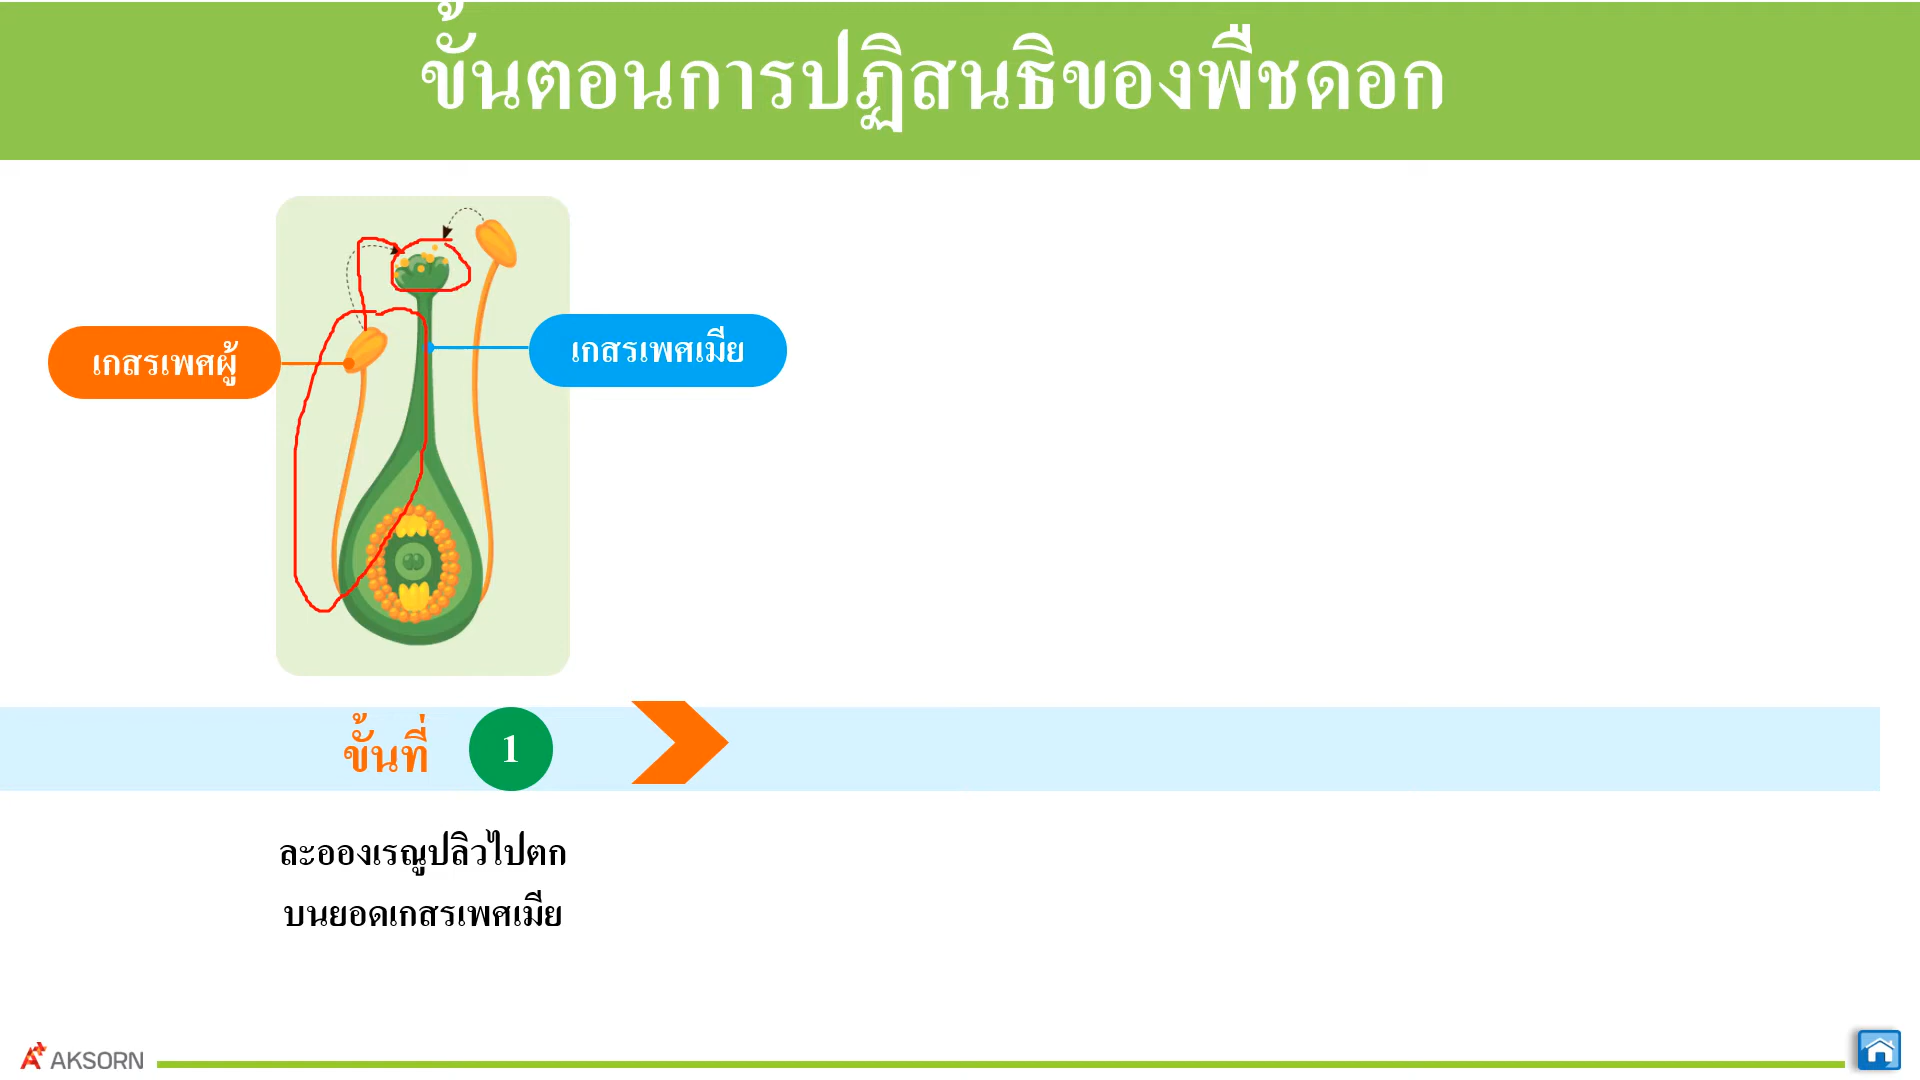 ขั้นตอนการปฏิสนธิของพืชดอก
เกสรเพศผู้
เกสรเพศเมีย
ขั้นที่ 1
ละอองเรณูปลิวไปตก
บนยอดเกสรเพศเมีย
AKSORN